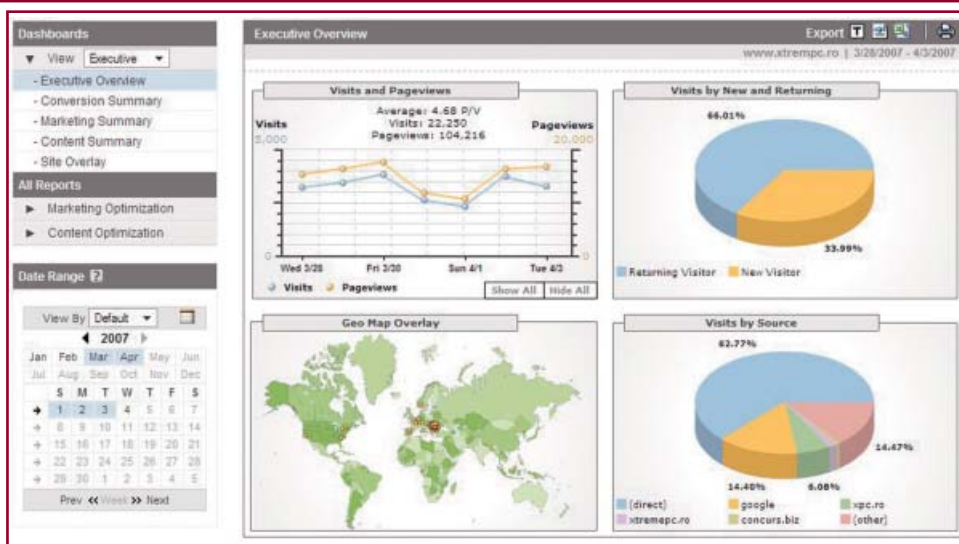 Dashboards
View Executive
- Executive Overview
- Conversion Summary
- Marketing Summary
- Content Summary
- Site Overlay
All Reports
Marketing Optimization
Content Optimization
Date Range ?
View By Default
2007
Jan Feb Mar Apr May Jun
Jul Aug Sep Oct Nov Dec
S M T W T F S
1 2 3 4 5 6 7
8 9 10 11 12 13 14
15 16 17 18 19 20 21
22 23 24 25 26 27 28
29 30 1 2 3 4 5
Prev << Week >> Next
Executive Overview
Export T
www.xtrempc.ro | 3/28/2007 - 4/3/2007
Visits and Pageviews
Average: 4.68 P/V
Visits: 22,250
Pageviews: 104,216
Visits
5,000
Pageviews
20,000
0
0
Wed 3/28 Fri 3/30 Sun 4/1 Tue 4/3
Visits Pageviews
Show All Hide All
Visits by New and Returning
66.01%
33.99%
Returning Visitor New Visitor
Geo Map Overlay
Visits by Source
62.77%
14.47%
14.40% 6.08%
(direct) google xpc.ro
xtremepc.ro concurs.biz (other)